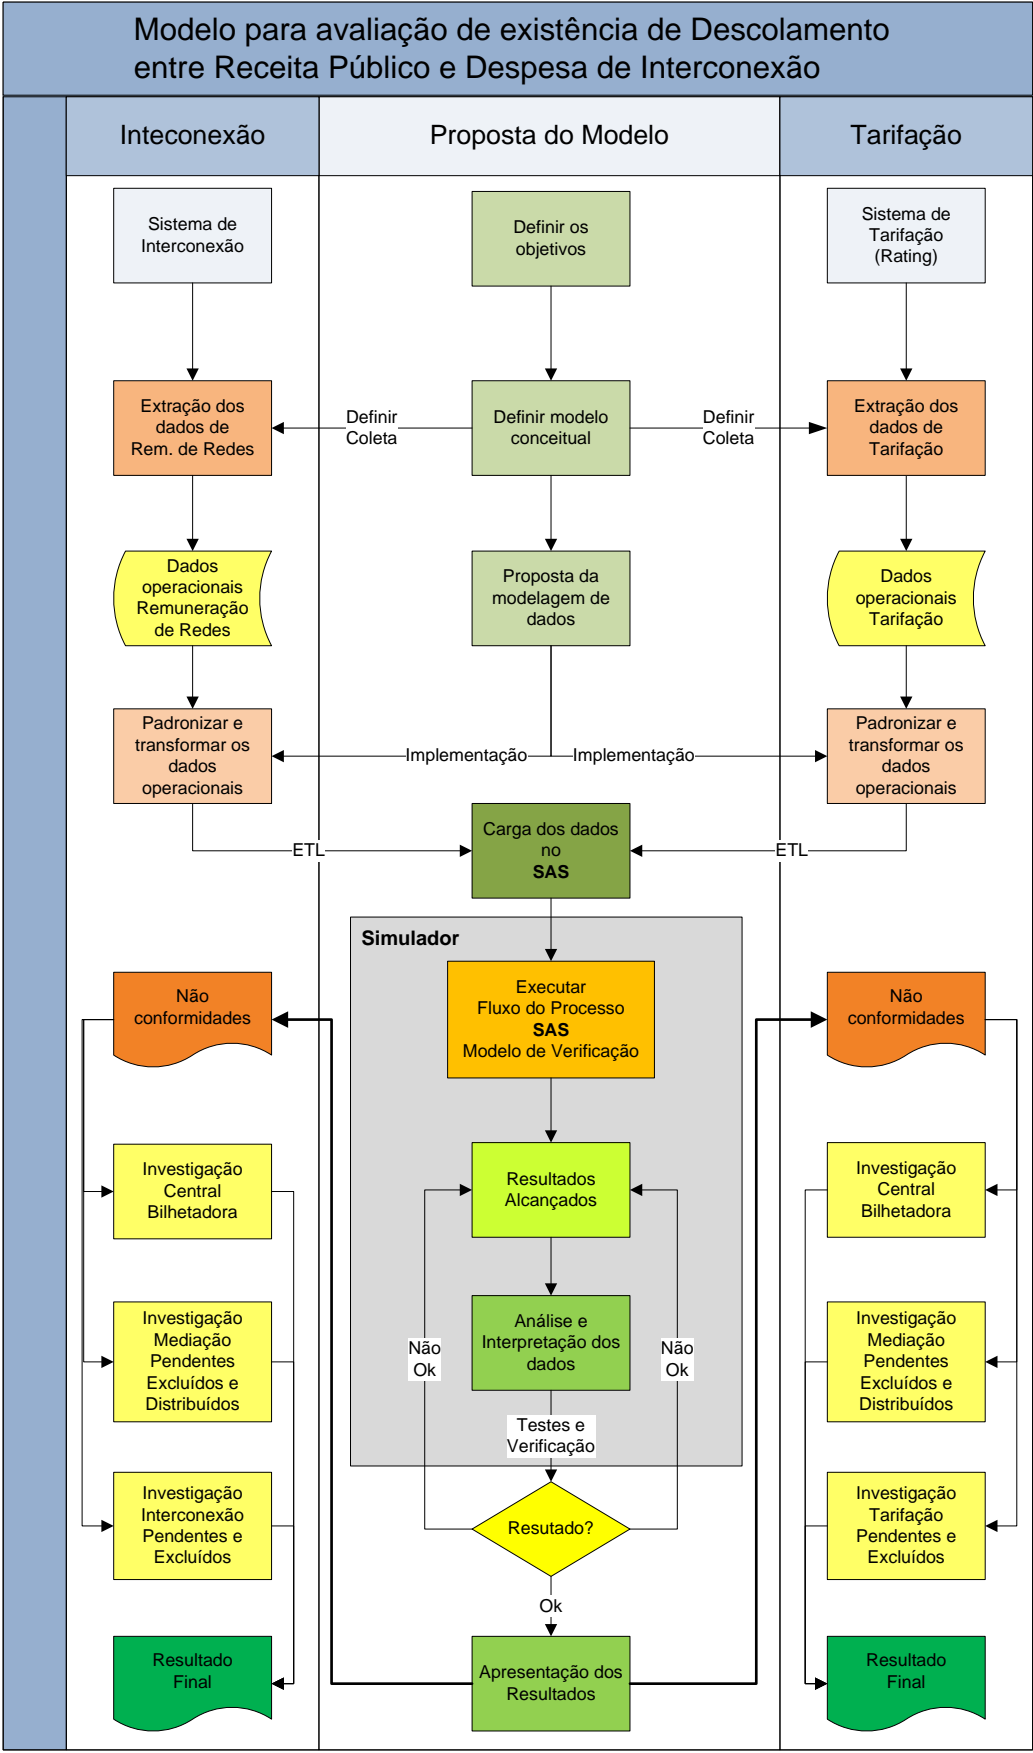 Modelo para avaliação de existência de Descolamento
entre Receita Público e Despesa de Interconexão
Inteconexão
Proposta do Modelo
Tarifação
Sistema de
Interconexão
Definir os
objetivos
Sistema de
Tarifação
(Rating)
Extração dos
dados de
Rem. de Redes
Definir
Coleta
Definir modelo
conceitual
Definir
Coleta
Extração dos
dados de
Tarifação
Dados
operacionais
Remuneração
de Redes
Proposta da
modelagem de
dados
Dados
operacionais
Tarifação
Padronizar e
transformar os
dados
operacionais
Implementação
Implementação
Padronizar e
transformar os
dados
operacionais
ETL
Carga dos dados
no
SAS
ETL
Simulador
Executar
Fluxo do Processo
SAS
Modelo de Verificação
Não
conformidades
Não
conformidades
Investigação
Central
Bilhetadora
Resultados
Alcançados
Investigação
Central
Bilhetadora
Investigação
Mediação
Pendentes
Excluídos e
Distribuídos
Não
Ok
Análise e
Interpretação dos
dados
Não
Ok
Investigação
Mediação
Pendentes
Excluídos e
Distribuídos
Testes e
Verificação
Investigação
Interconexão
Pendentes e
Excluídos
Resutado?
Investigação
Tarifação
Pendentes e
Excluídos
Ok
Resultado
Final
Apresentação dos
Resultados
Resultado
Final